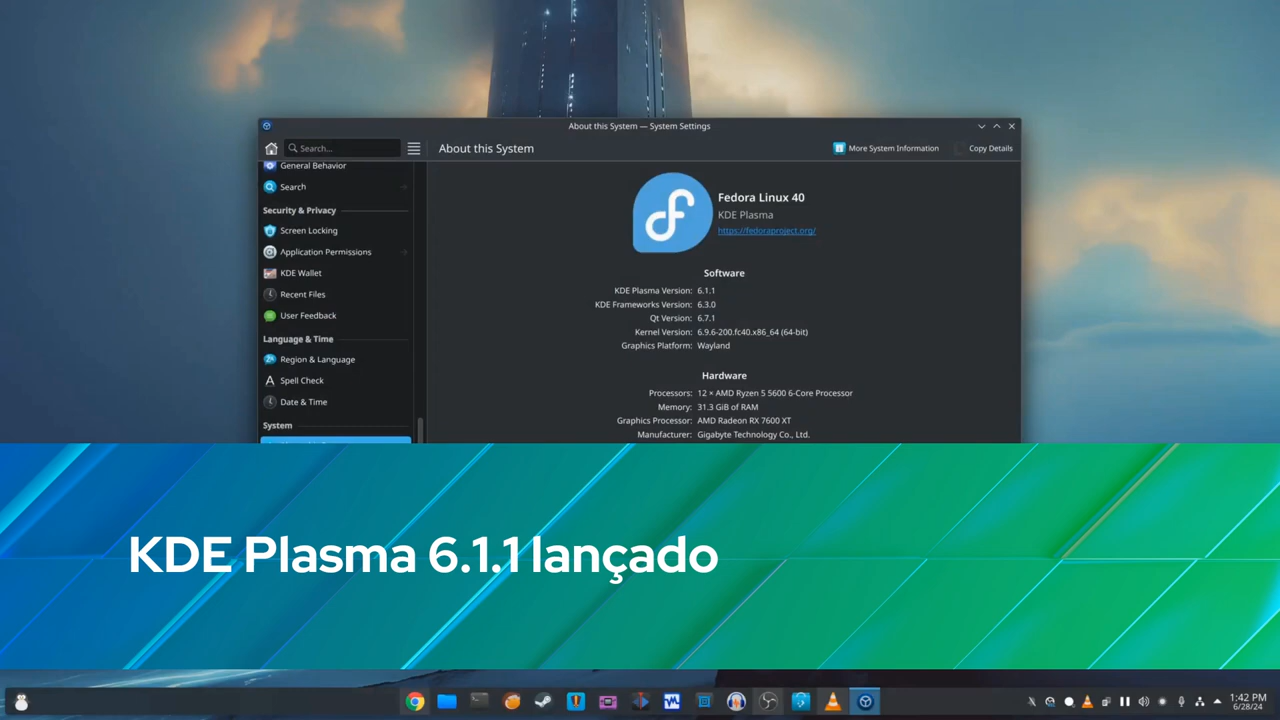 About this System — System Settings
Search...
About this System
More System Information
Copy Details
General Behavior
Search
Security & Privacy
Screen Locking
Application Permissions
KDE Wallet
Recent Files
User Feedback
Language & Time
Region & Language
Spell Check
Date & Time
System
Fedora Linux 40
KDE Plasma
https://fedoraproject.org/
Software
KDE Plasma Version: 6.1.1
KDE Frameworks Version: 6.3.0
Qt Version: 6.7.1
Kernel Version: 6.9.6-200.fc40.x86_64 (64-bit)
Graphics Platform: Wayland
Hardware
Processors: 12 × AMD Ryzen 5 5600 6-Core Processor
Memory: 31.3 GiB of RAM
Graphics Processor: AMD Radeon RX 7600 XT
Manufacturer: Gigabyte Technology Co., Ltd.
KDE Plasma 6.1.1 lançado
1:42 PM
6/28/24